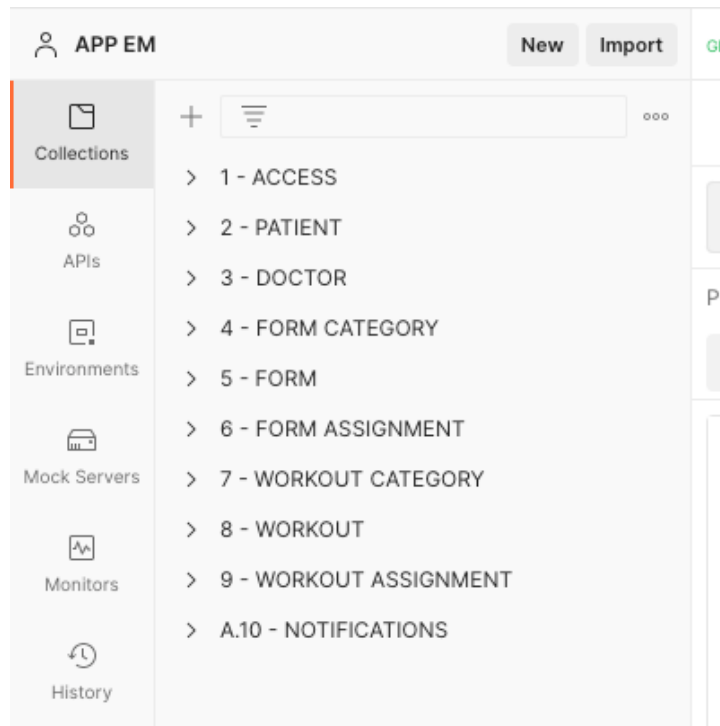 APP EM
New
Import
Collections
APIs
Environments
Mock Servers
Monitors
History
1 - ACCESS
2 - PATIENT
3 - DOCTOR
4 - FORM CATEGORY
5 - FORM
6 - FORM ASSIGNMENT
7 - WORKOUT CATEGORY
8 - WORKOUT
9 - WORKOUT ASSIGNMENT
A.10 - NOTIFICATIONS
P